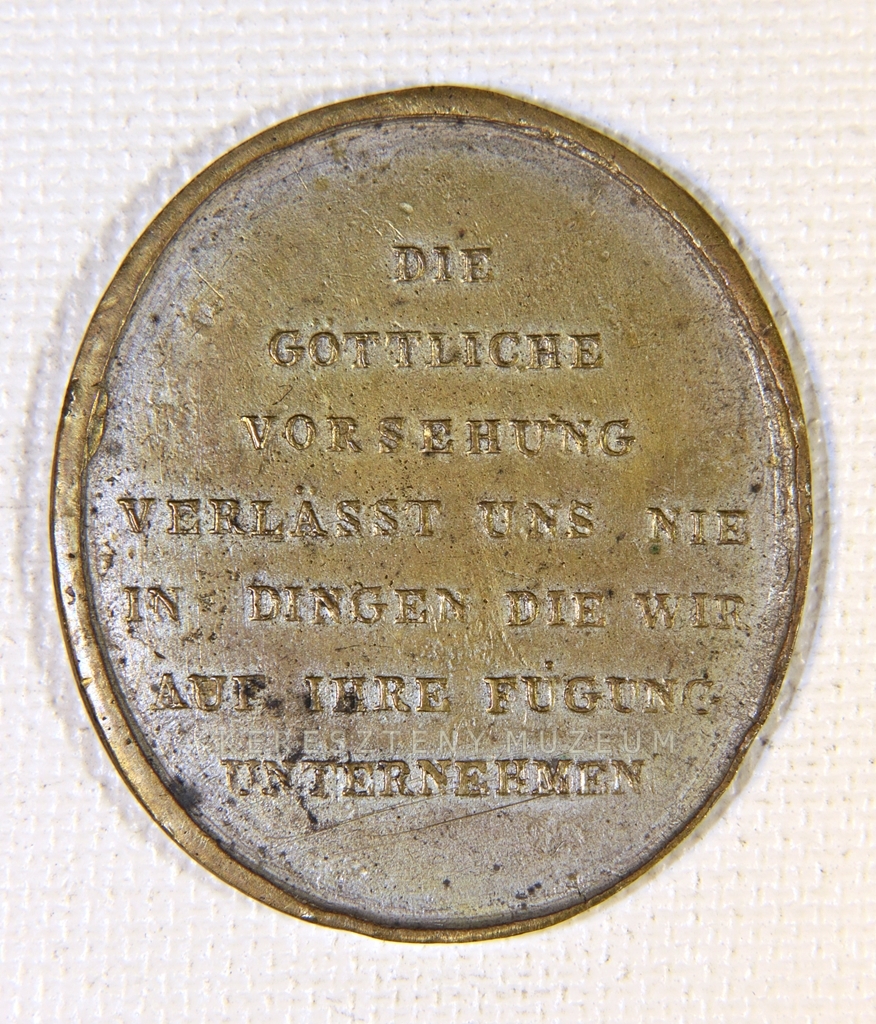 DIE
GÖTTLICHE
VORSEHUNG
VERLÄSST UNS NIE
IN DINGEN DIE WIR
AUF IHRE FÜGUNG
KERESZTÉNY MÚZEUM
UNTERNEHMEN